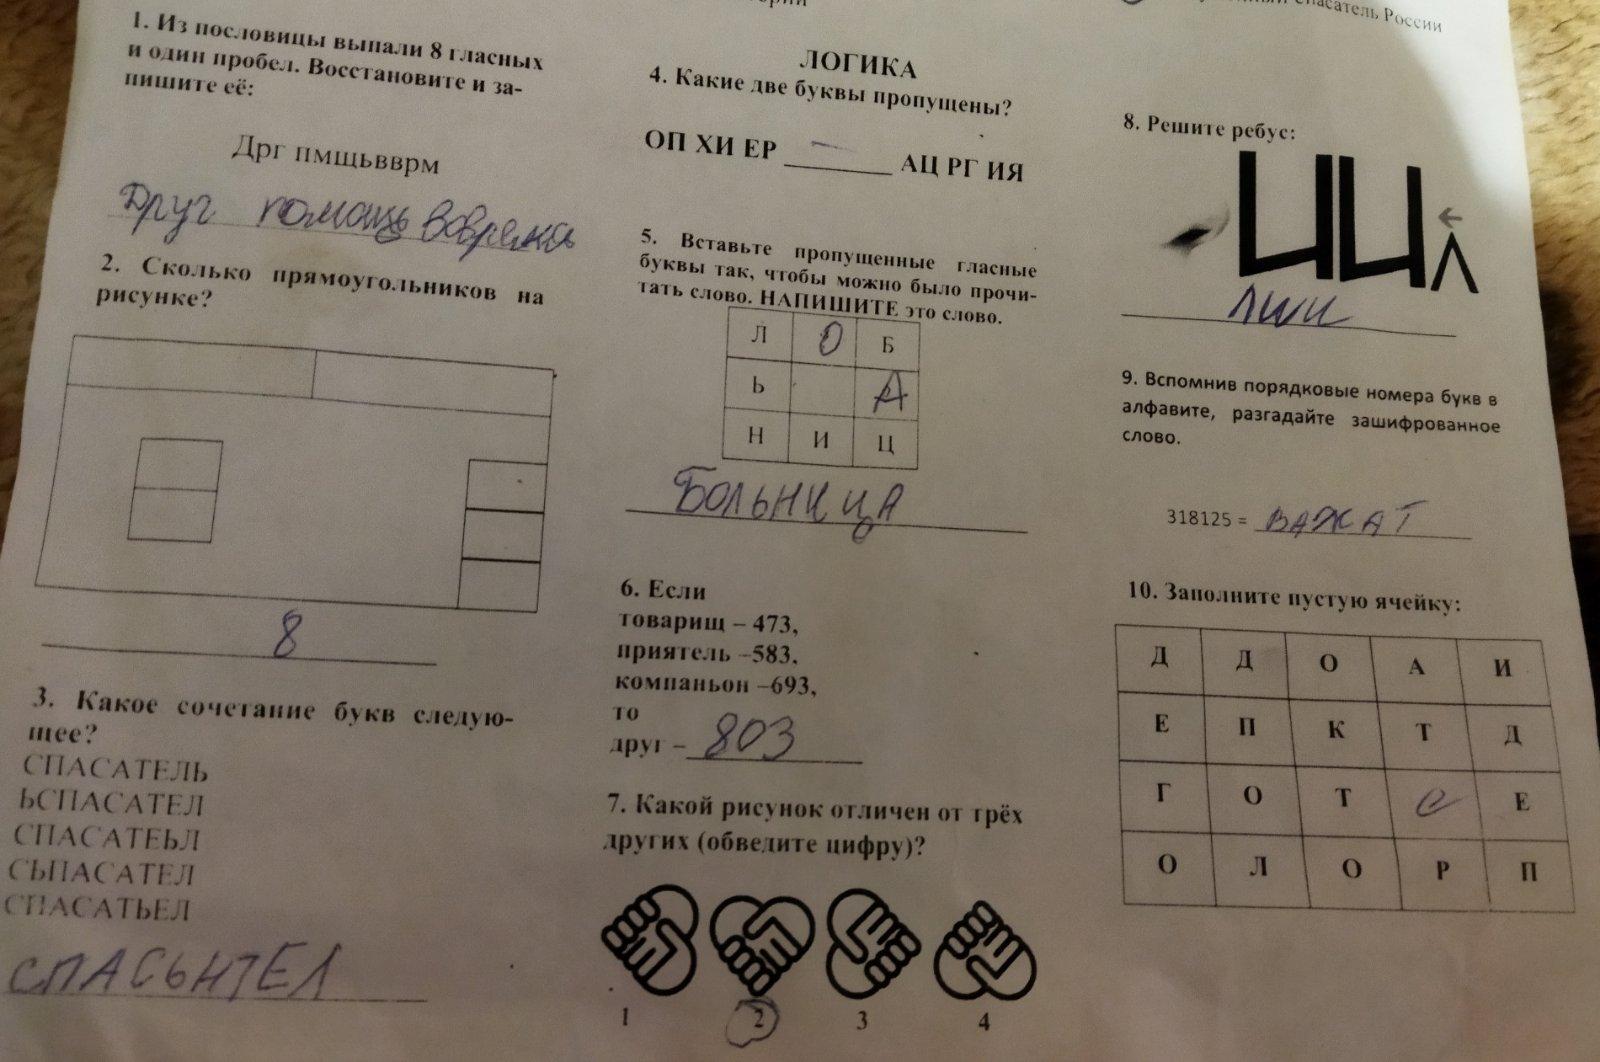 спасатель России
1. Из пословицы выпали 8 гласных
и один пробел. Восстановите и за-
пишите её:
Дрг пмщьвврм
Друг помощь вовремя
2. Сколько прямоугольников на
рисунке?
8
3. Какое сочетание букв следую-
щее?
СПАСАТЕЛЬ
ЬСПАСАТЕЛ
СПАСАТЕЬЛ
СЬПАСАТЕЛ
СПАСАТЬЕЛ
ЛОГИКА
4. Какие две буквы пропущены?
ОП ХИ ЕР АЦ РГ ИЯ
5. Вставьте пропущенные гласные
буквы так, чтобы можно было прочи-
тать слово. НАПИШИТЕ это слово.
Л О Б
Ь А
Н И Ц
БОЛЬНИЦА
6. Если
товарищ – 473,
приятель –583,
компаньон –693,
то
друг – 803
7. Какой рисунок отличен от трёх
других (обведите цифру)?
1 2 3 4
8. Решите ребус:
ИИЛ
9. Вспомнив порядковые номера букв в
алфавите, разгадайте зашифрованное
слово.
318125 = ВАЖАТ
10. Заполните пустую ячейку:
Д Д О А И
Е П К Т Д
Г О Т е Е
О Л О Р П